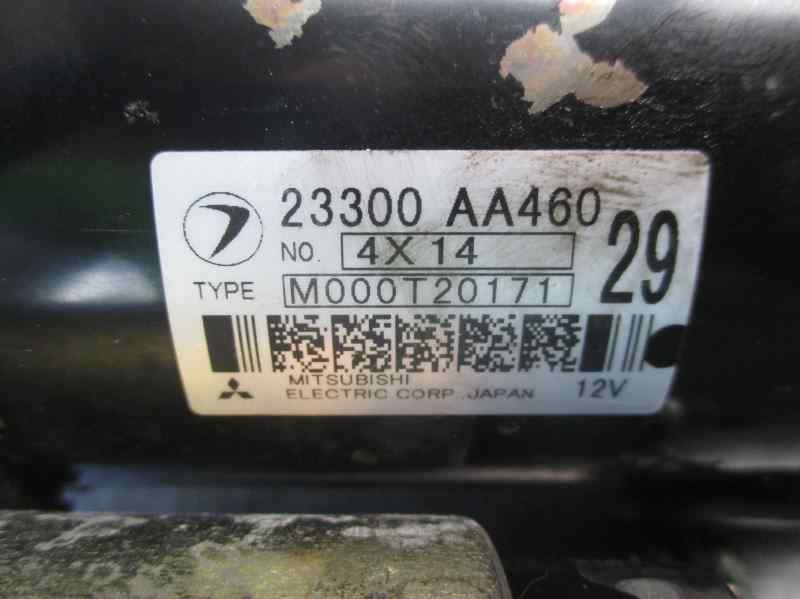 23300 AA460
NO. 4X14
29
TYPE M000T20171
MITSUBISHI
ELECTRIC CORP. JAPAN 12V